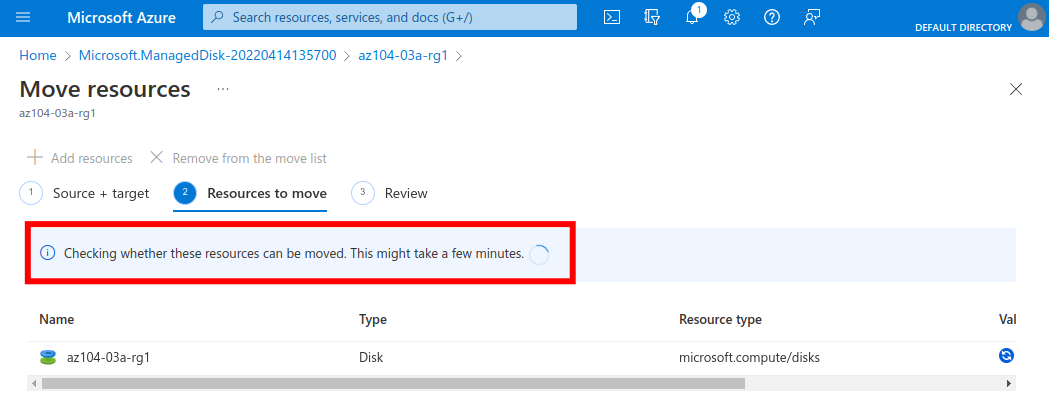 Microsoft Azure
Search resources, services, and docs (G+/)
1
DEFAULT DIRECTORY
Home > Microsoft.ManagedDisk-20220414135700 > az104-03a-rg1 >
Move resources ...
az104-03a-rg1
Add resources Remove from the move list
1 Source + target 2 Resources to move 3 Review
Checking whether these resources can be moved. This might take a few minutes.
Name Type Resource type Val
az104-03a-rg1 Disk microsoft.compute/disks